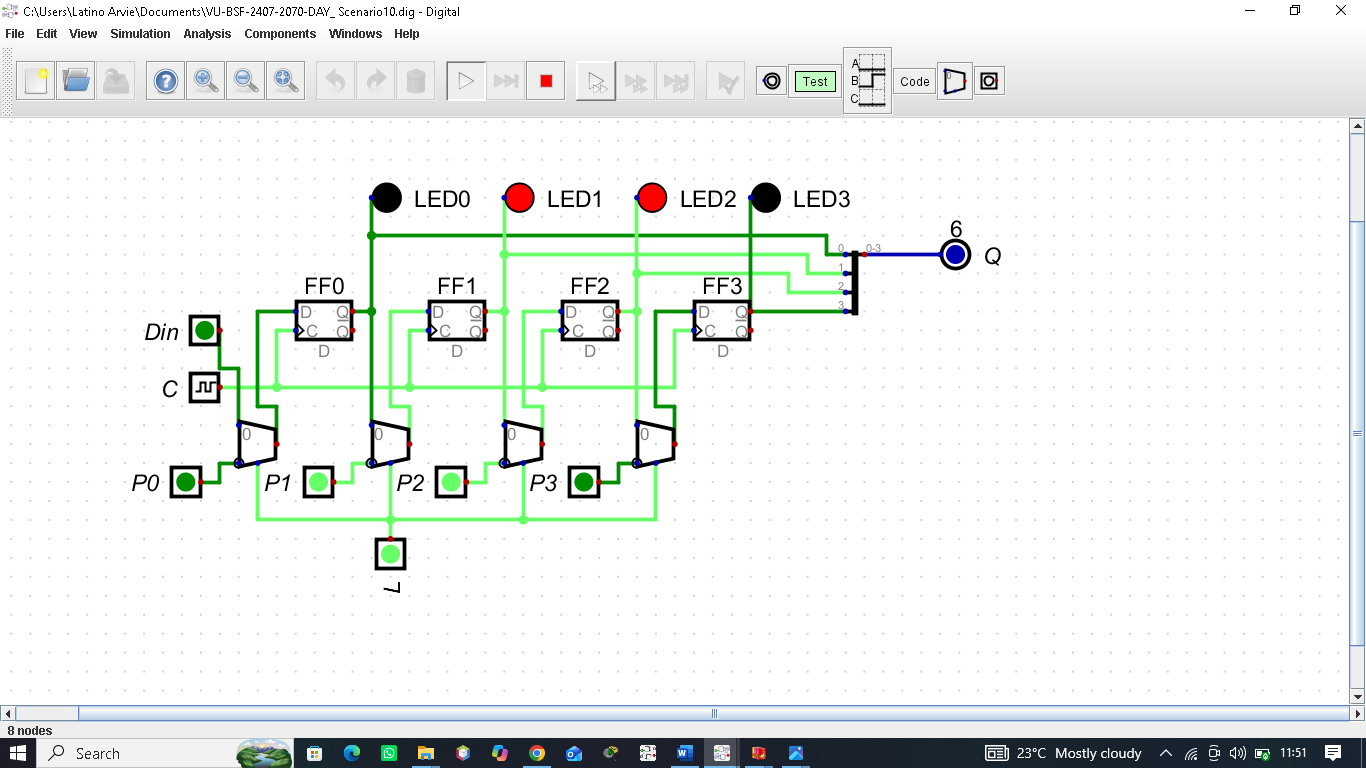 C:\Users\Latino Arvie\Documents\VU-BSF-2407-2070-DAY_ Scenario10.dig - Digital
File Edit View Simulation Analysis Components Windows Help
Test
A
B
C
Code
0
LED0 LED1 LED2 LED3
6
Q
0 0-3
1
2
3
FF0 FF1 FF2 FF3
D Q D Q D Q D Q
C Q C Q C Q C Q
D D D D
Din
C
0 0 0 0
P0 P1 P2 P3
L
8 nodes
Search
23°C Mostly cloudy
11:51